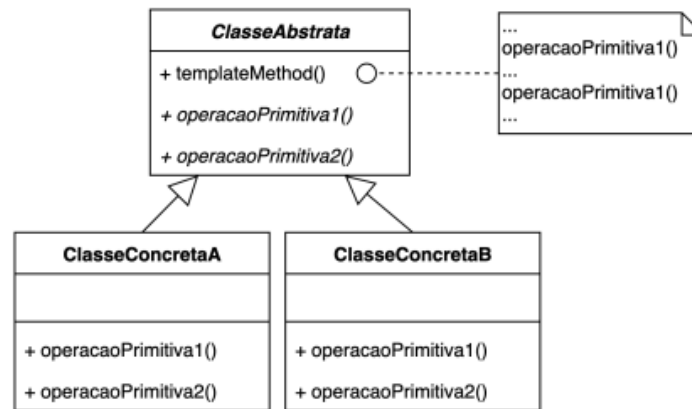 ClasseAbstrata
+ templateMethod()
+ operacaoPrimitiva1()
+ operacaoPrimitiva2()
...
operacaoPrimitiva1()
...
operacaoPrimitiva1()
...
ClasseConcretaA
+ operacaoPrimitiva1()
+ operacaoPrimitiva2()
ClasseConcretaB
+ operacaoPrimitiva1()
+ operacaoPrimitiva2()